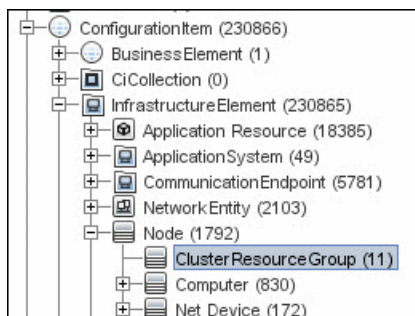 ConfigurationItem (230866)
BusinessElement (1)
CiCollection (0)
InfrastructureElement (230865)
Application Resource (18385)
ApplicationSystem (49)
CommunicationEndpoint (5781)
NetworkEntity (2103)
Node (1792)
ClusterResourceGroup (11)
Computer (830)
Net Device (172)